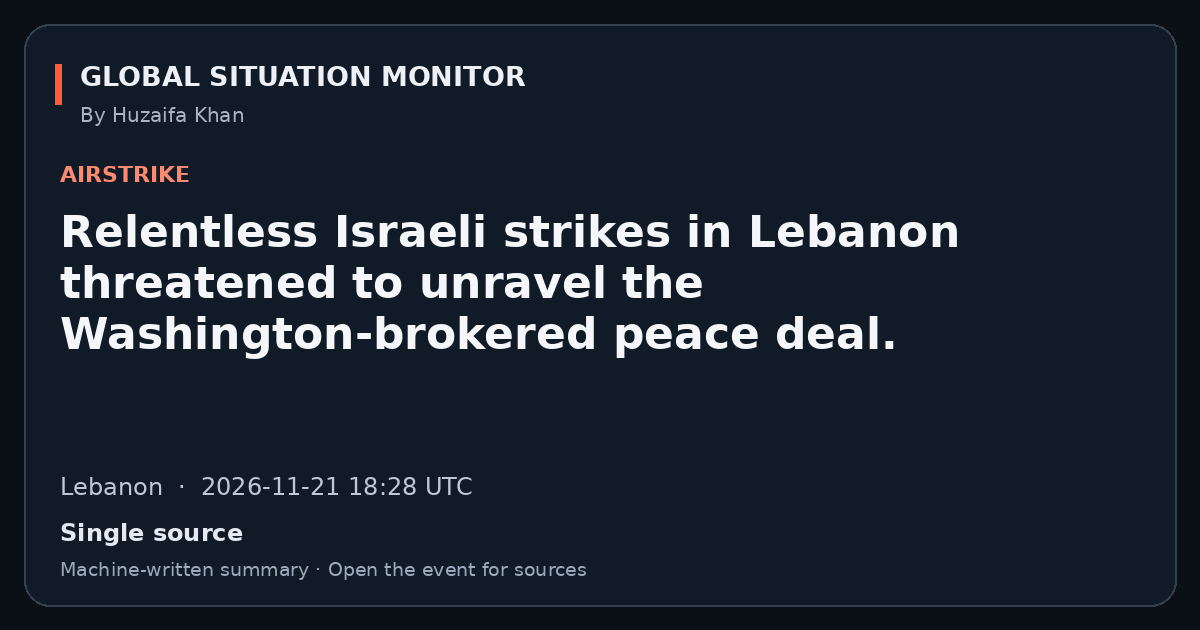 GLOBAL SITUATION MONITOR
By Huzaifa Khan
AIRSTRIKE
Relentless Israeli strikes in Lebanon
threatened to unravel the
Washington-brokered peace deal.
Lebanon · 2026-11-21 18:28 UTC
Single source
Machine-written summary · Open the event for sources